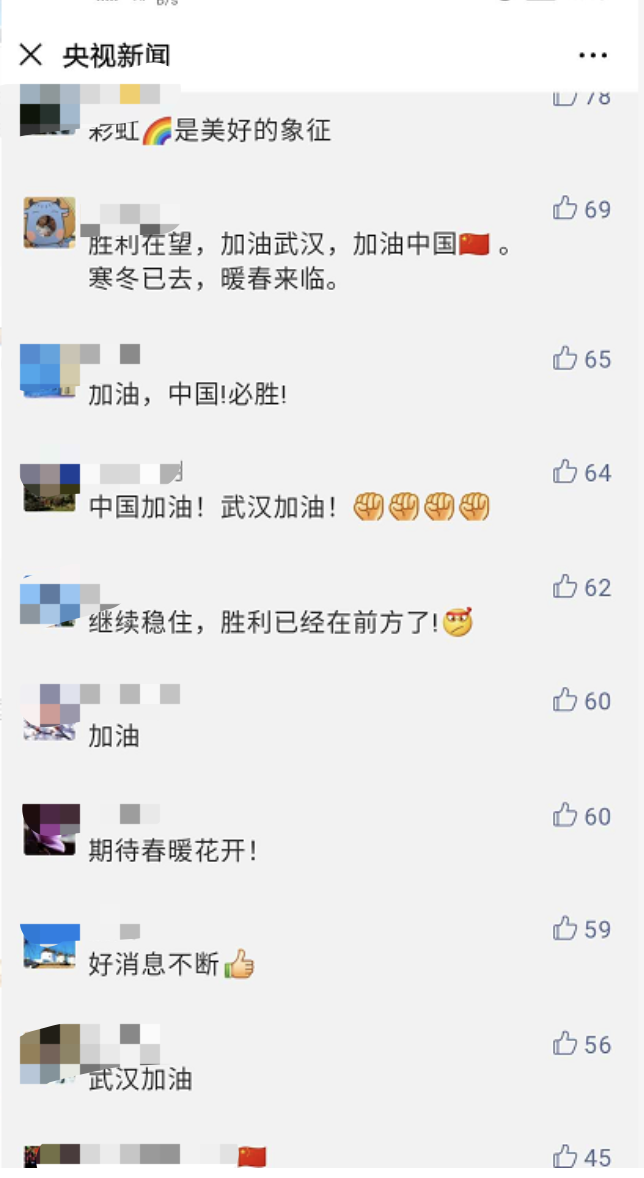 央视新闻
78
彩虹🌈是美好的象征
69
胜利在望，加油武汉，加油中国🇨🇳 。
寒冬已去，暖春来临。
65
加油，中国!必胜!
64
中国加油！武汉加油！✊✊✊✊
62
继续稳住，胜利已经在前方了!
60
加油
60
期待春暖花开！
59
好消息不断👍
56
武汉加油
🇨🇳
45